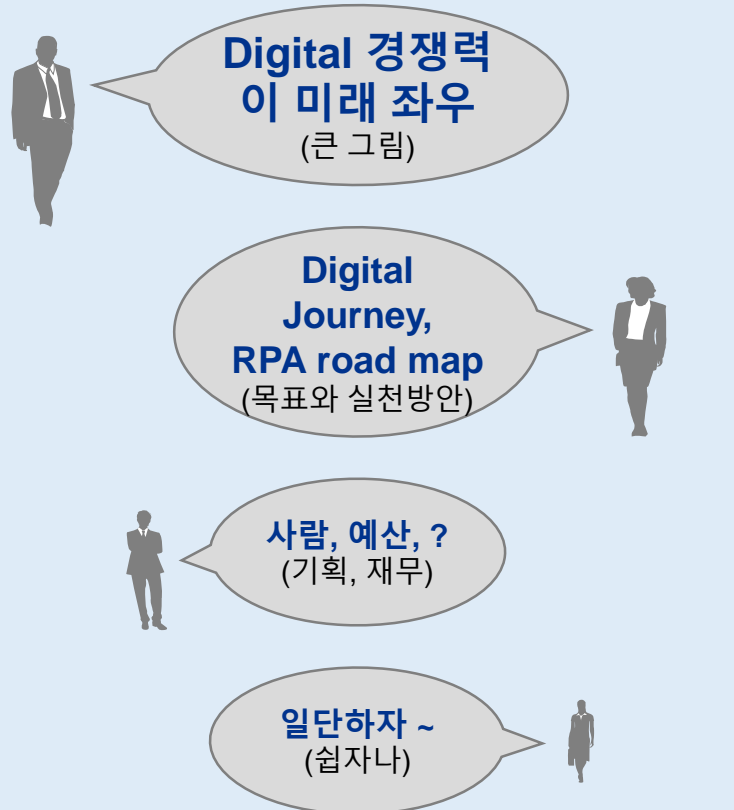 Digital 경쟁력
이 미래 좌우
(큰 그림)
Digital
Journey,
RPA road map
(목표와 실천방안)
사람, 예산, ?
(기획, 재무)
일단하자 ~
(쉽자나)